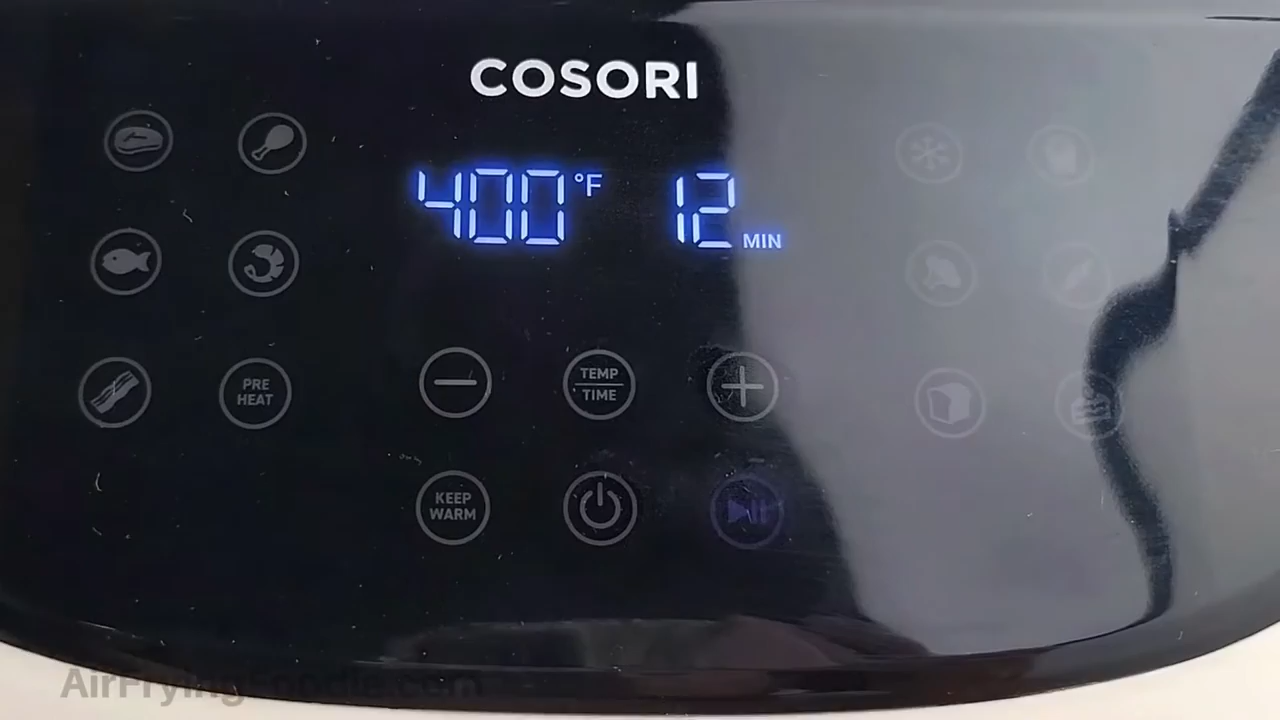 COSORI
400 °F 12 MIN
PRE
HEAT
TEMP
TIME
KEEP
WARM
AirFryingFoodie.com